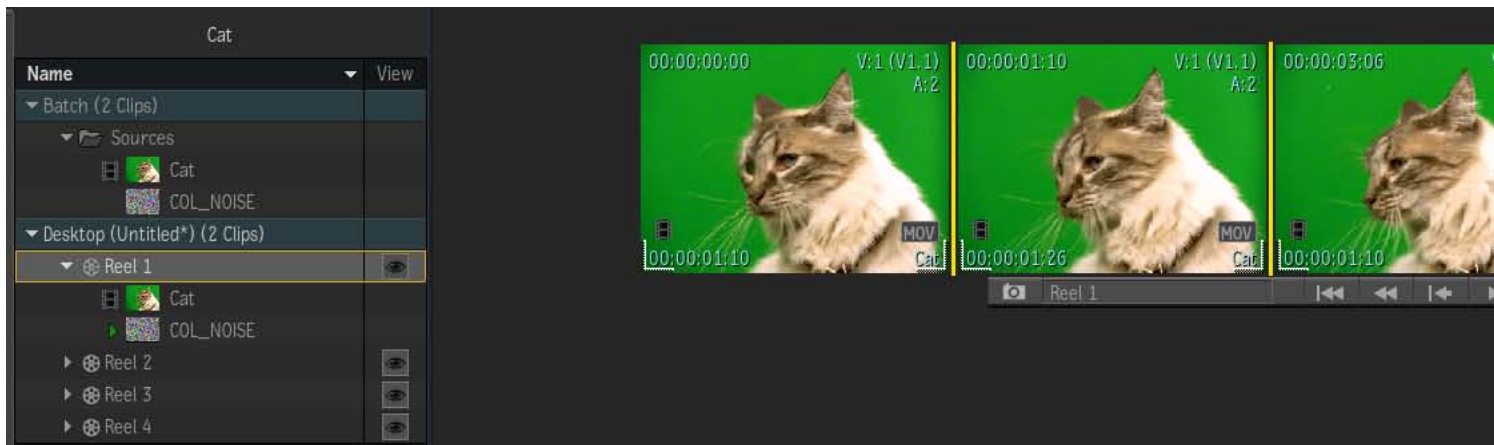 Cat
Name View
Batch (2 Clips)
Sources
Cat
COL_NOISE
Desktop (Untitled*) (2 Clips)
Reel 1
Cat
COL_NOISE
Reel 2
Reel 3
Reel 4
00:00:00:00 V:1 (V1.1)
A:2
MOV
00:00:01:10 Cat
00:00:01:10 V:1 (V1.1)
A:2
MOV
00:00:01:26 Cat
00:00:03:06
00:00:01:10
Reel 1